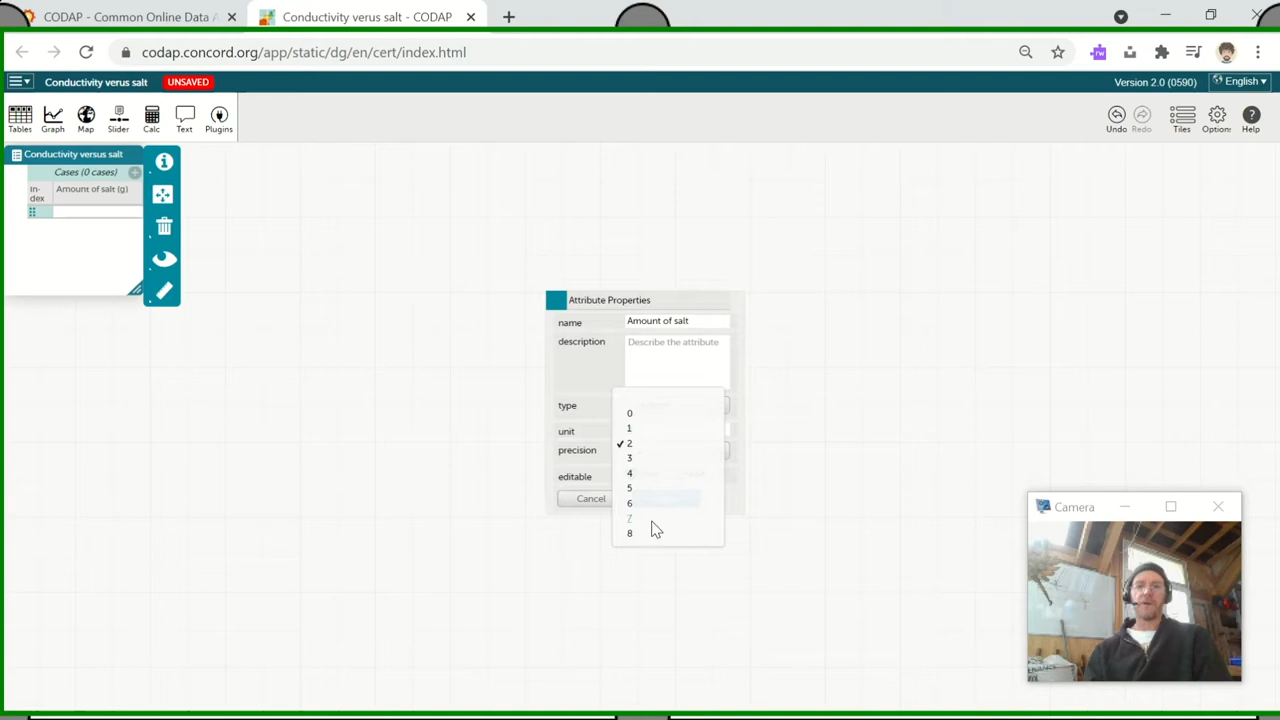 CODAP - Common Online Data A
Conductivity verus salt - CODAP
codap.concord.org/app/static/dg/en/cert/index.html
Conductivity verus salt UNSAVED
Version 2.0 (0590) English
Tables Graph Map Slider Calc Text Plugins
Undo Redo Tiles Options Help
Conductivity versus salt
Cases (0 cases)
In-
dex
Amount of salt (g)
Attribute Properties
name Amount of salt
description Describe the attribute
type
unit
precision
editable
Cancel
0
1
2
3
4
5
6
7
8
Camera